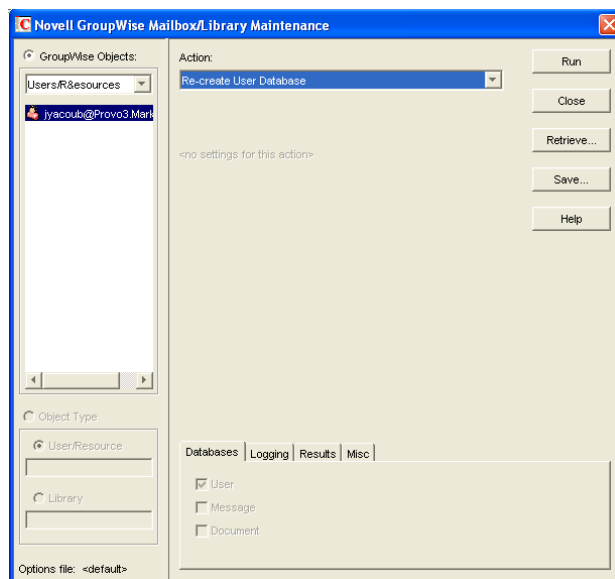 Novell GroupWise Mailbox/Library Maintenance
GroupWise Objects:
Users/R&esources
jyacoub@Provo3.Mark
Object Type
User/Resource
Library
Options file: <default>
Action:
Re-create User Database
<no settings for this action>
Databases Logging Results Misc
User
Message
Document
Run
Close
Retrieve...
Save...
Help